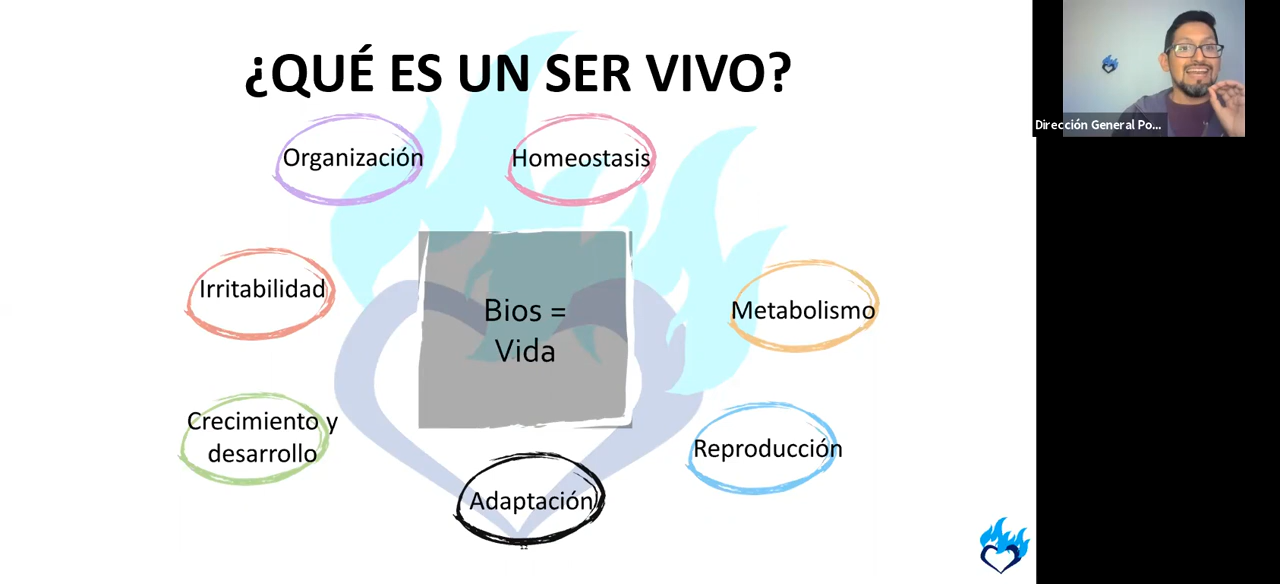 ¿QUÉ ES UN SER VIVO?
Organización
Homeostasis
Irritabilidad
Bios =
Vida
Metabolismo
Crecimiento y
desarrollo
Reproducción
Adaptación
Dirección General Po...